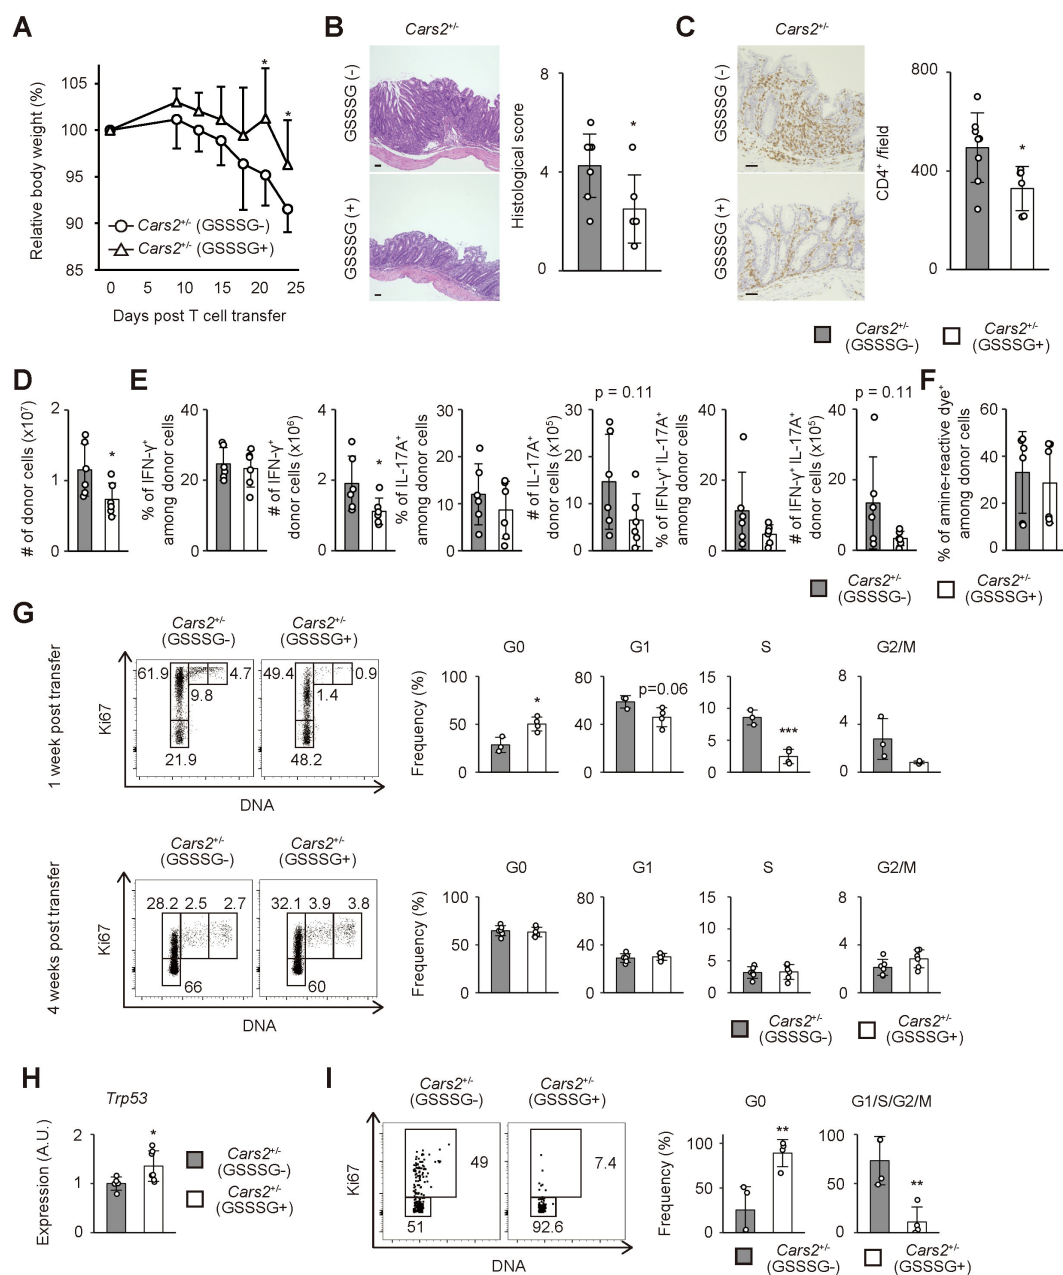 A
Relative body weight (%)
105
100
95
90
85
*
*
Cars2+/- (GSSSG-)
Cars2+/- (GSSSG+)
0 5 10 15 20 25
Days post T cell transfer
B
Cars2+/-
GSSSG (-)
GSSSG (+)
Histological score
8
4
0
*
C
Cars2+/-
GSSSG (-)
GSSSG (+)
CD4+ /field
800
400
0
*
Cars2+/- (GSSSG-)
Cars2+/- (GSSSG+)
D
# of donor cells (x10⁷)
2
1
0
*
E
% of IFN-γ+
among donor cells
40
20
0
# of IFN-γ+
donor cells (x10⁶)
4
2
0
*
% of IL-17A+
among donor cells
30
20
10
0
# of IL-17A+
donor cells (x10⁵)
30
20
10
0
p = 0.11
% of IFN-γ+ IL-17A+
among donor cells
40
20
0
# of IFN-γ+ IL-17A+
donor cells (x10⁵)
40
20
0
p = 0.11
F
% of amine-reactive dye+
among donor cells
60
40
20
0
Cars2+/- (GSSSG-)
Cars2+/- (GSSSG+)
G
1 week post transfer
Cars2+/- (GSSSG-)
Cars2+/- (GSSSG+)
Ki67
61.9
4.7
9.8
21.9
49.4
0.9
1.4
48.2
DNA
Frequency (%)
G0
100
50
0
*
G1
80
40
0
p=0.06
S
15
10
5
0
***
G2/M
8
4
0
4 weeks post transfer
Cars2+/- (GSSSG-)
Cars2+/- (GSSSG+)
Ki67
28.2 2.5 2.7
66
32.1 3.9 3.8
60
DNA
Frequency (%)
G0
100
50
0
G1
80
40
0
S
15
10
5
0
G2/M
8
4
0
Cars2+/- (GSSSG-)
Cars2+/- (GSSSG+)
H
Trp53
Expression (A.U.)
2
1
0
*
Cars2+/- (GSSSG-)
Cars2+/- (GSSSG+)
I
Cars2+/- (GSSSG-)
Cars2+/- (GSSSG+)
Ki67
49
51
7.4
92.6
DNA
Frequency (%)
G0
100
50
0
**
G1/S/G2/M
100
50
0
**
Cars2+/- (GSSSG-)
Cars2+/- (GSSSG+)